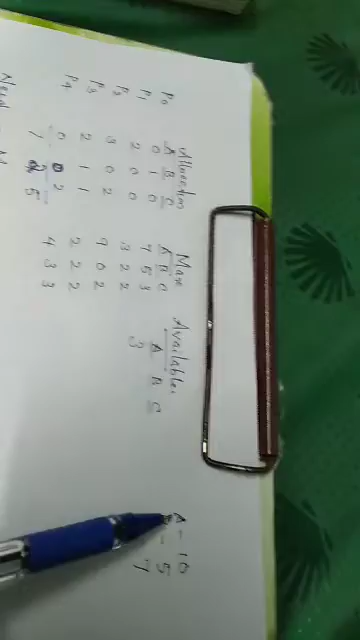 Allocation Max Available A - 10
A B C A B C A B C - 5
P0 0 1 0 7 5 3 3 7
P1 2 0 0 3 2 2
P2 3 0 2 9 0 2
P3 2 1 1 2 2 2
P4 0 0 2 4 3 3
7 2 5
Need